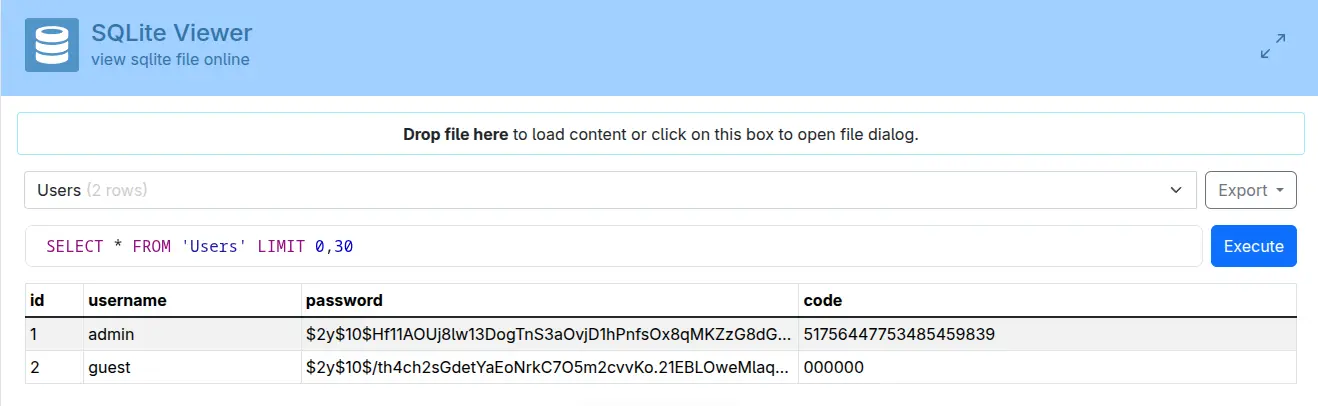 SQLite Viewer
view sqlite file online
Drop file here to load content or click on this box to open file dialog.
Users (2 rows)
Export
SELECT * FROM 'Users' LIMIT 0,30
Execute
id username password code
1 admin $2y$10$Hf11AOUj8lw13DogTnS3aOvjD1hPnfsOx8qMKZzG8dG... 51756447753485459839
2 guest $2y$10$/th4ch2sGdetYaEoNrkC7O5m2cvvKo.21EBLOweMlaq... 000000